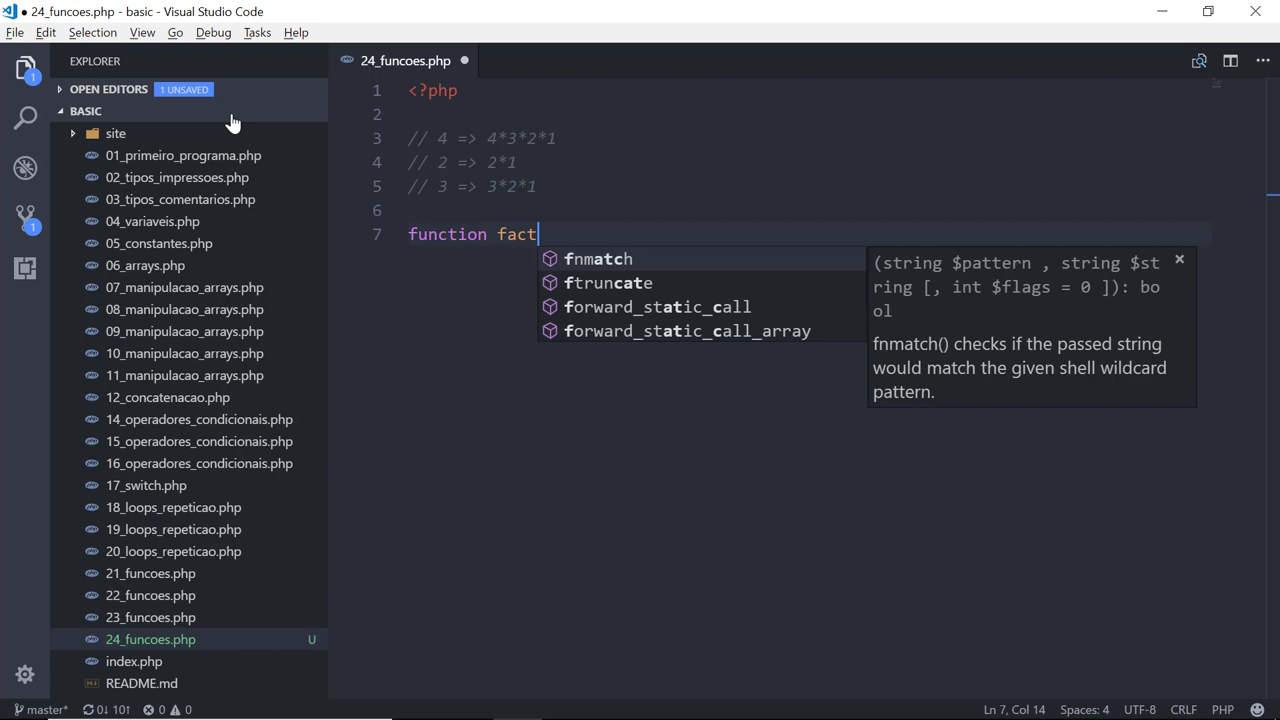 ● 24_funcoes.php - basic - Visual Studio Code
File Edit Selection View Go Debug Tasks Help
EXPLORER
24_funcoes.php
OPEN EDITORS 1 UNSAVED
BASIC
site
01_primeiro_programa.php
02_tipos_impressoes.php
03_tipos_comentarios.php
04_variaveis.php
05_constantes.php
06_arrays.php
07_manipulacao_arrays.php
08_manipulacao_arrays.php
09_manipulacao_arrays.php
10_manipulacao_arrays.php
11_manipulacao_arrays.php
12_concatenacao.php
14_operadores_condicionais.php
15_operadores_condicionais.php
16_operadores_condicionais.php
17_switch.php
18_loops_repeticao.php
19_loops_repeticao.php
20_loops_repeticao.php
21_funcoes.php
22_funcoes.php
23_funcoes.php
24_funcoes.php U
index.php
README.md
1
1
1 <?php
2
3 // 4 => 4*3*2*1
4 // 2 => 2*1
5 // 3 => 3*2*1
6
7 function fact
fnmatch
ftruncate
forward_static_call
forward_static_call_array
(string $pattern , string $st
ring [, int $flags = 0 ]): bo
ol
fnmatch() checks if the passed string
would match the given shell wildcard
pattern.
master* 0↓ 10↑ 0 0 Ln 7, Col 14 Spaces: 4 UTF-8 CRLF PHP